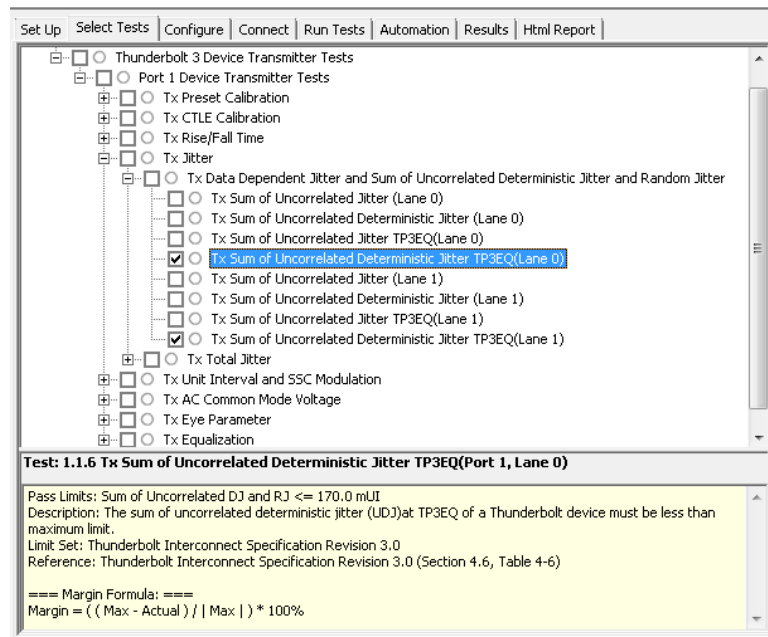 Set Up Select Tests Configure Connect Run Tests Automation Results Html Report
Thunderbolt 3 Device Transmitter Tests
Port 1 Device Transmitter Tests
Tx Preset Calibration
Tx CTLE Calibration
Tx Rise/Fall Time
Tx Jitter
Tx Data Dependent Jitter and Sum of Uncorrelated Deterministic Jitter and Random Jitter
Tx Sum of Uncorrelated Jitter (Lane 0)
Tx Sum of Uncorrelated Deterministic Jitter (Lane 0)
Tx Sum of Uncorrelated Jitter TP3EQ(Lane 0)
Tx Sum of Uncorrelated Deterministic Jitter TP3EQ(Lane 0)
Tx Sum of Uncorrelated Jitter (Lane 1)
Tx Sum of Uncorrelated Deterministic Jitter (Lane 1)
Tx Sum of Uncorrelated Jitter TP3EQ(Lane 1)
Tx Sum of Uncorrelated Deterministic Jitter TP3EQ(Lane 1)
Tx Total Jitter
Tx Unit Interval and SSC Modulation
Tx AC Common Mode Voltage
Tx Eye Parameter
Tx Equalization
Test: 1.1.6 Tx Sum of Uncorrelated Deterministic Jitter TP3EQ(Port 1, Lane 0)
Pass Limits: Sum of Uncorrelated DJ and RJ <= 170.0 mUI
Description: The sum of uncorrelated deterministic jitter (UDJ)at TP3EQ of a Thunderbolt device must be less than
maximum limit.
Limit Set: Thunderbolt Interconnect Specification Revision 3.0
Reference: Thunderbolt Interconnect Specification Revision 3.0 (Section 4.6, Table 4-6)
=== Margin Formula: ===
Margin = ( ( Max - Actual ) / | Max | ) * 100%